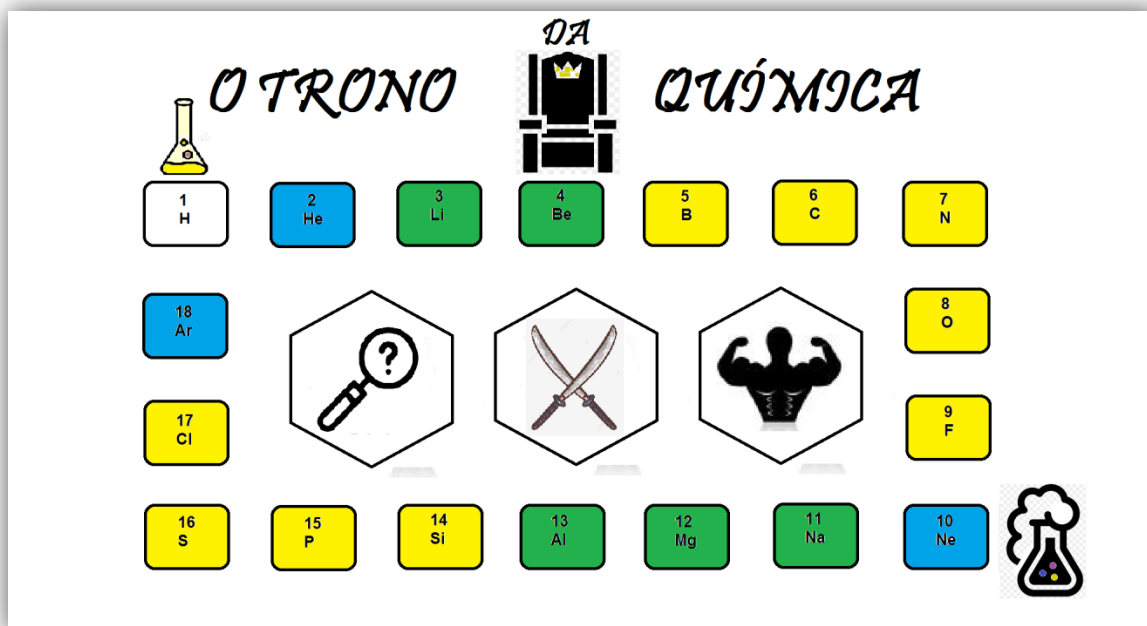 DA
O TRONO QUÍMICA
1
H
2
He
3
Li
4
Be
5
B
6
C
7
N
18
Ar
?
8
O
17
Cl
9
F
16
S
15
P
14
Si
13
Al
12
Mg
11
Na
10
Ne